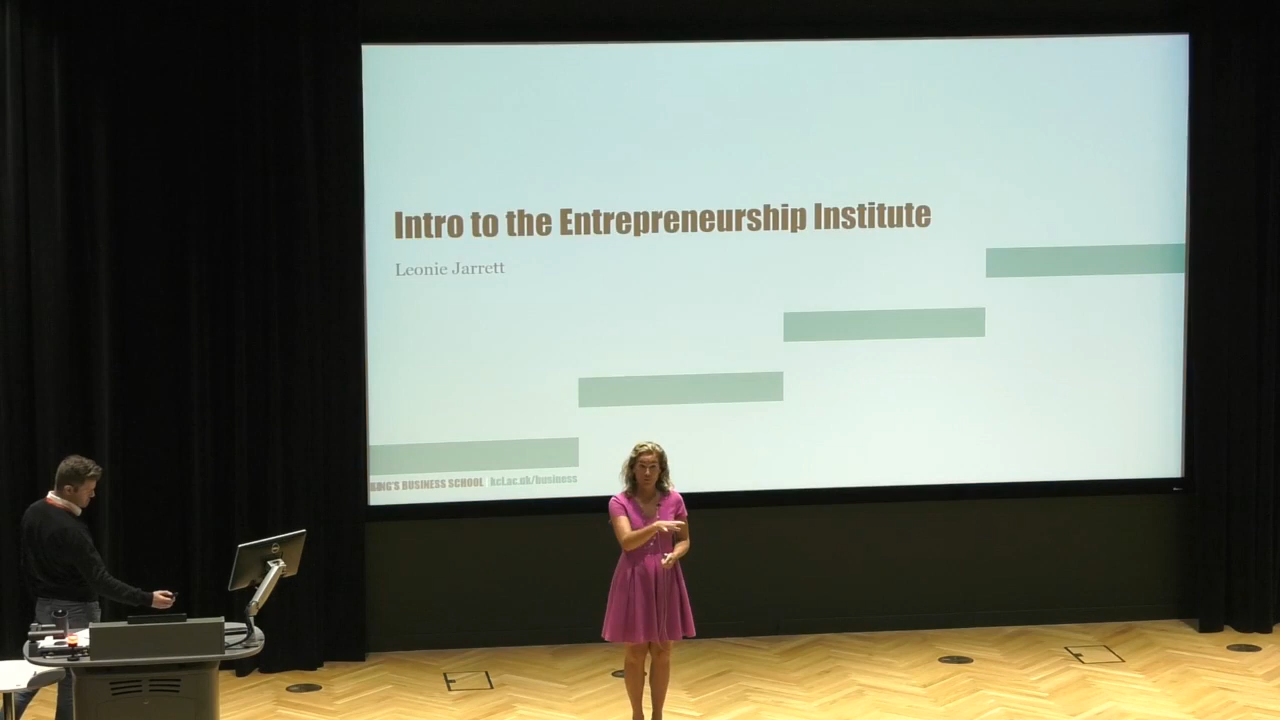 Intro to the Entrepreneurship Institute
Leonie Jarrett
KING'S BUSINESS SCHOOL | kcl.ac.uk/business